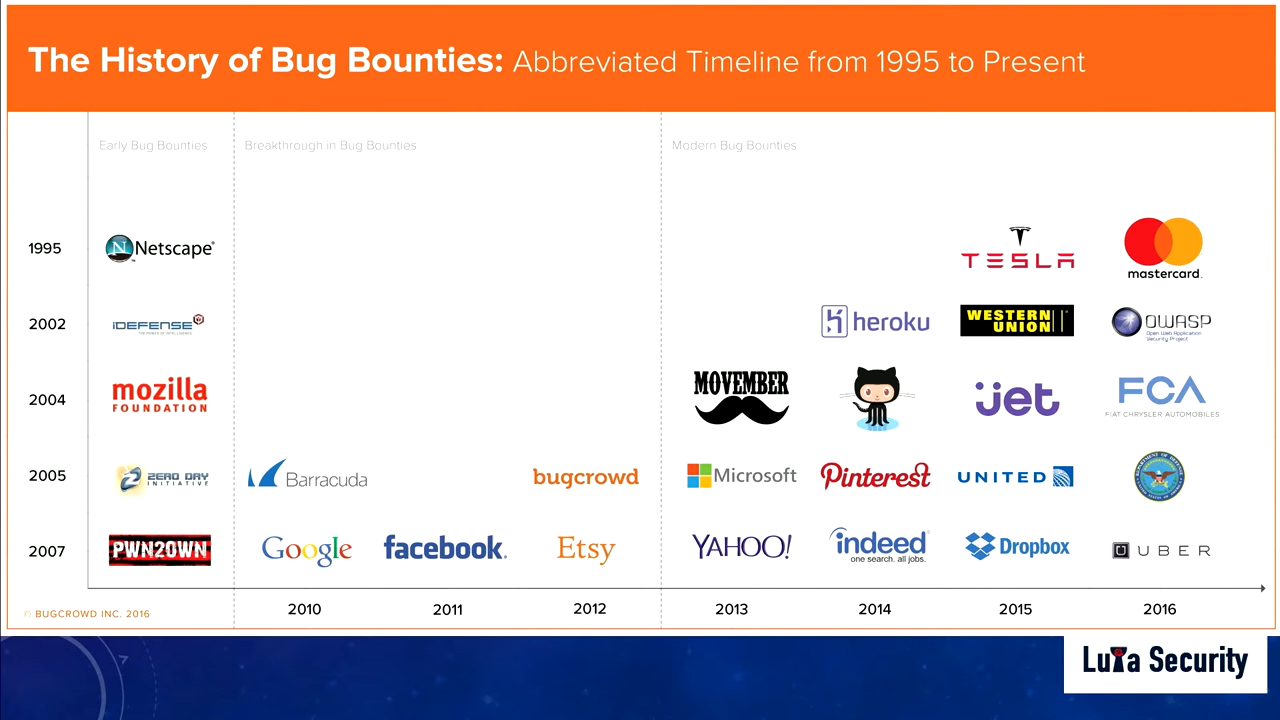 The History of Bug Bounties: Abbreviated Timeline from 1995 to Present
Early Bug Bounties
Breakthrough in Bug Bounties
Modern Bug Bounties
1995
N Netscape
TESLA
mastercard.
2002
iDEFENSE
heroku
WESTERN UNION
OWASP
Open Web Application
Security Project
2004
mozilla
FOUNDATION
MOVEMBER
jet
FCA
FIAT CHRYSLER AUTOMOBILES
2005
ZERO DAY
INITIATIVE
Barracuda
bugcrowd
Microsoft
Pinterest
UNITED
2007
PWN2OWN
Google
facebook.
Etsy
YAHOO!
indeed
one search. all jobs.
Dropbox
UBER
© BUGCROWD INC. 2016
2010
2011
2012
2013
2014
2015
2016
7
Luta Security